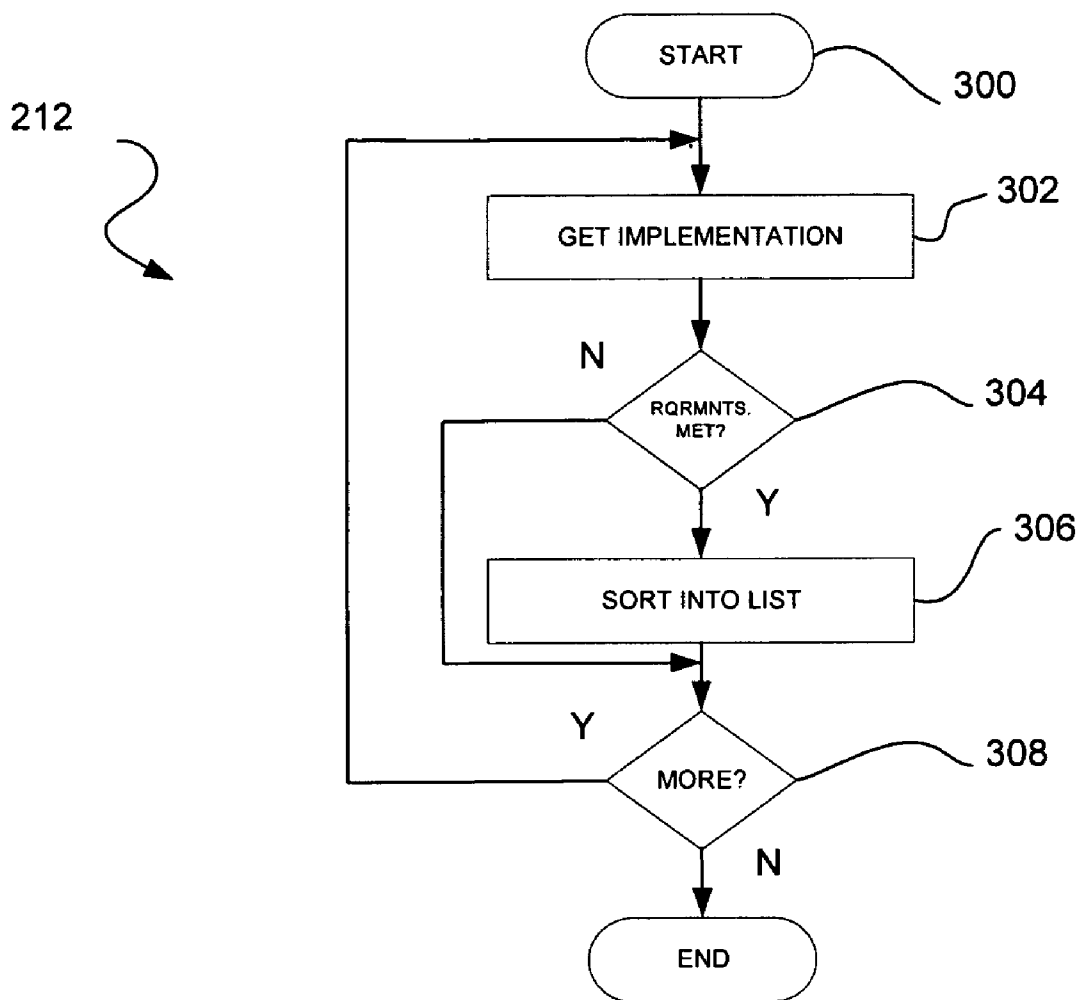 START
300
212
302
GET IMPLEMENTATION
N
304
RQRMNTS.
MET?
Y
306
SORT INTO LIST
Y
308
MORE?
N
END